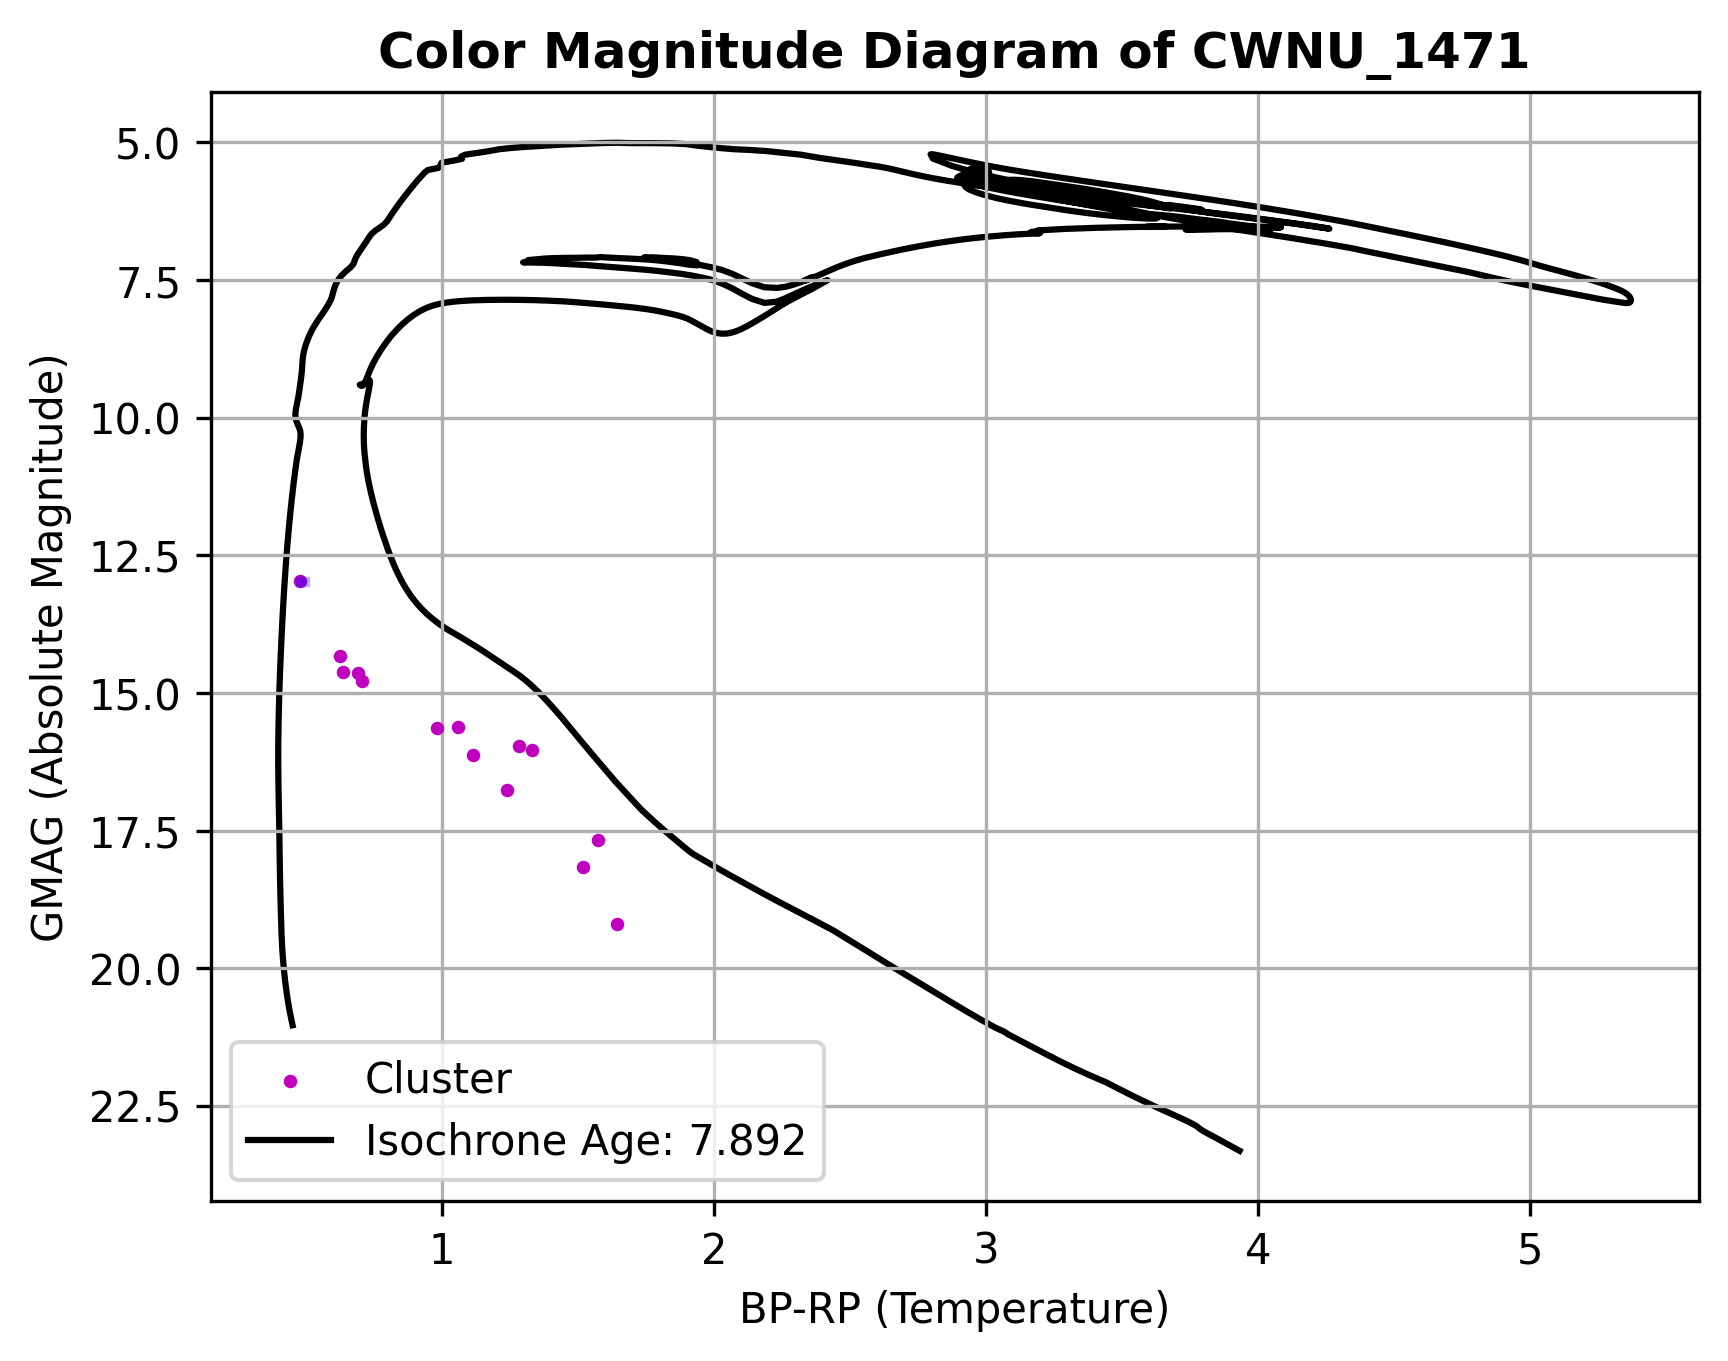 Color Magnitude Diagram of CWNU_1471
GMAG (Absolute Magnitude)
5.0
7.5
10.0
12.5
15.0
17.5
20.0
22.5
Cluster
Isochrone Age: 7.892
1 2 3 4 5
BP-RP (Temperature)